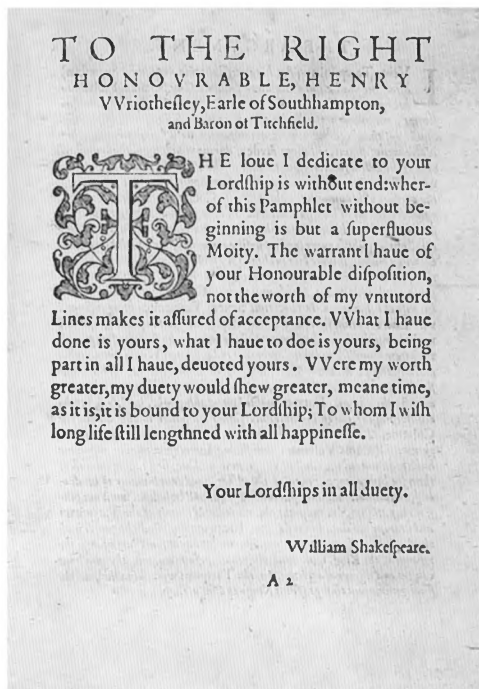 TO THE RIGHT
HONOVRABLE, HENRY
VVriotheſley, Earle of Southhampton,
and Baron of Titchfield.
THE loue I dedicate to your
Lordſhip is without end:wher-
of this Pamphlet without be-
ginning is but a ſuperfluous
Moity. The warrant I haue of
your Honourable diſpoſition,
not the worth of my vntutord
Lines makes it aſſured of acceptance. VVhat I haue
done is yours, what I haue to doe is yours, being
part in all I haue, deuoted yours. VVere my worth
greater, my duety would ſhew greater, meane time,
as it is, it is bound to your Lordſhip; To whom I wiſh
long life ſtill lengthned with all happineſſe.
Your Lordſhips in all duety.
William Shakeſpeare.
A 2